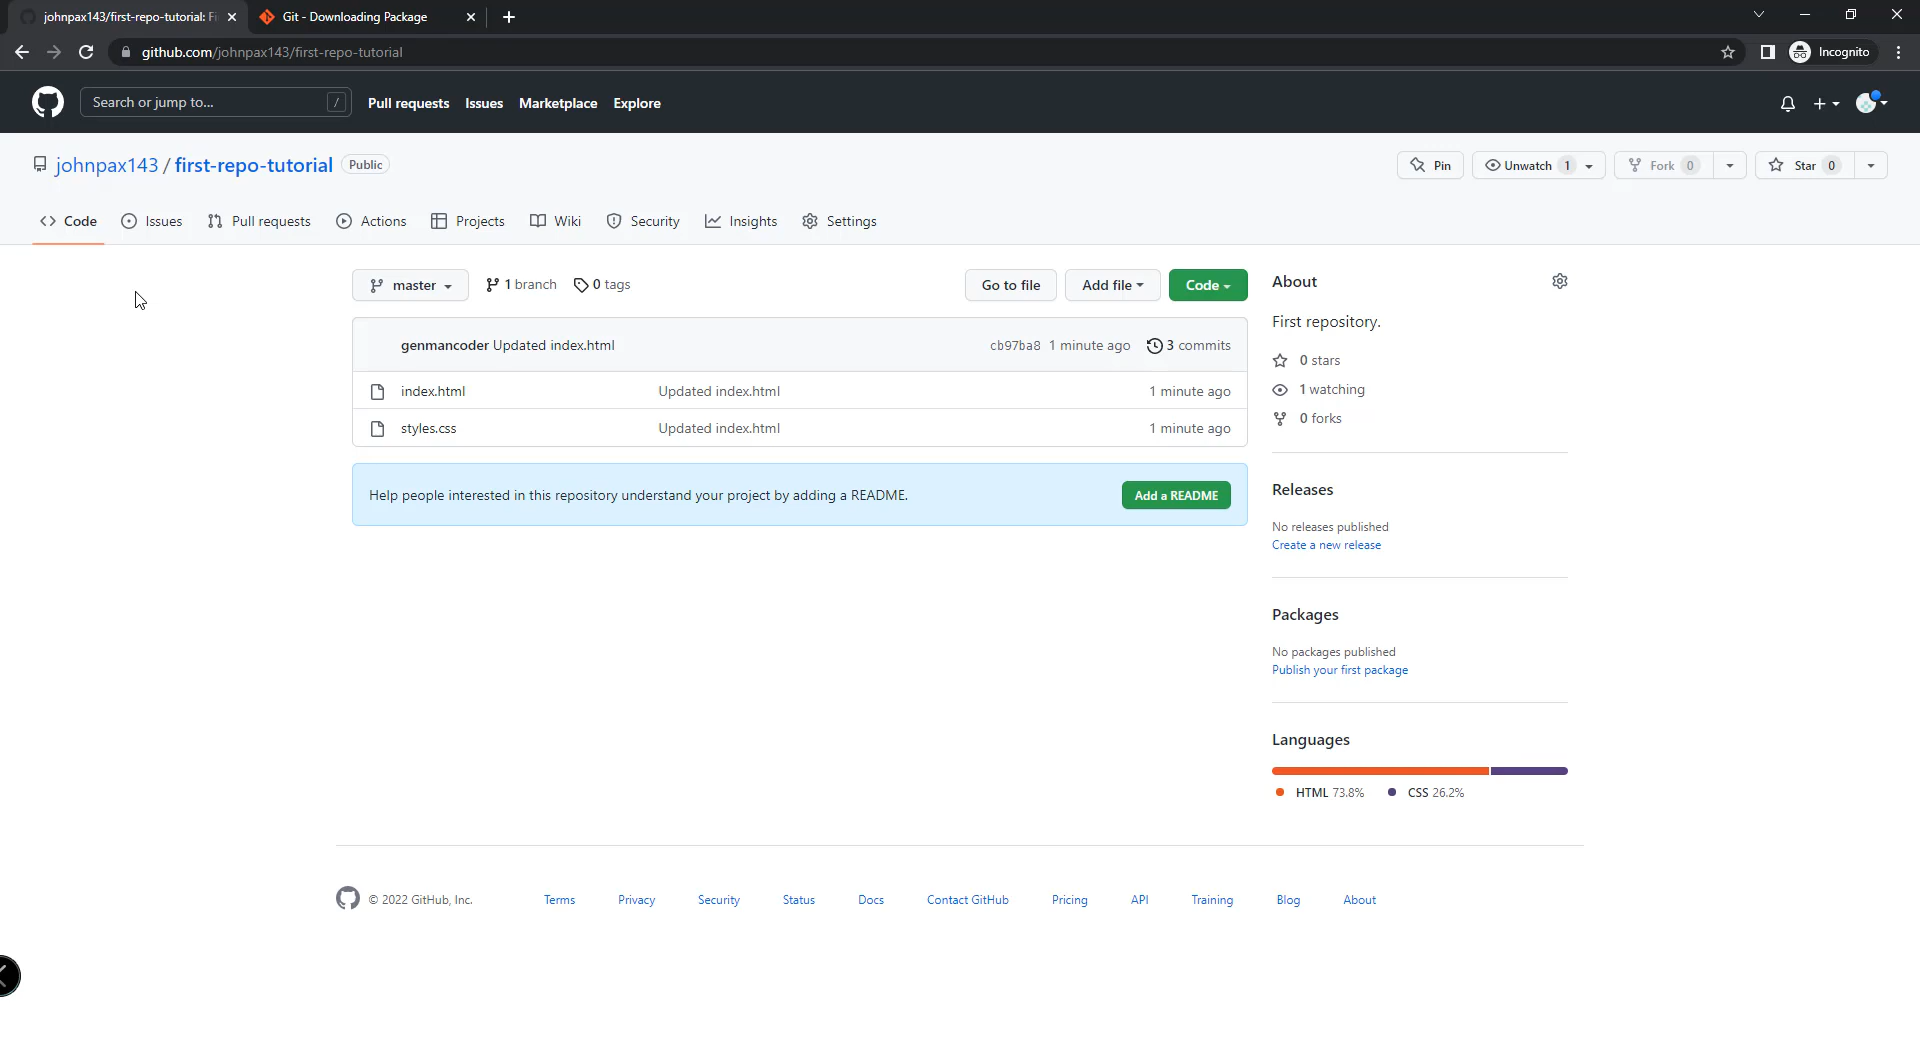 johnpax143/first-repo-tutorial: Fi
Git - Downloading Package
github.com/johnpax143/first-repo-tutorial
Incognito
Search or jump to...
/
Pull requests
Issues
Marketplace
Explore
johnpax143 / first-repo-tutorial
Public
Pin
Unwatch 1
Fork 0
Star 0
Code
Issues
Pull requests
Actions
Projects
Wiki
Security
Insights
Settings
master
1 branch
0 tags
Go to file
Add file
Code
genmancoder Updated index.html
cb97ba8 1 minute ago
3 commits
index.html
Updated index.html
1 minute ago
styles.css
Updated index.html
1 minute ago
Help people interested in this repository understand your project by adding a README.
Add a README
About
First repository.
0 stars
1 watching
0 forks
Releases
No releases published
Create a new release
Packages
No packages published
Publish your first package
Languages
HTML 73.8%
CSS 26.2%
© 2022 GitHub, Inc.
Terms
Privacy
Security
Status
Docs
Contact GitHub
Pricing
API
Training
Blog
About